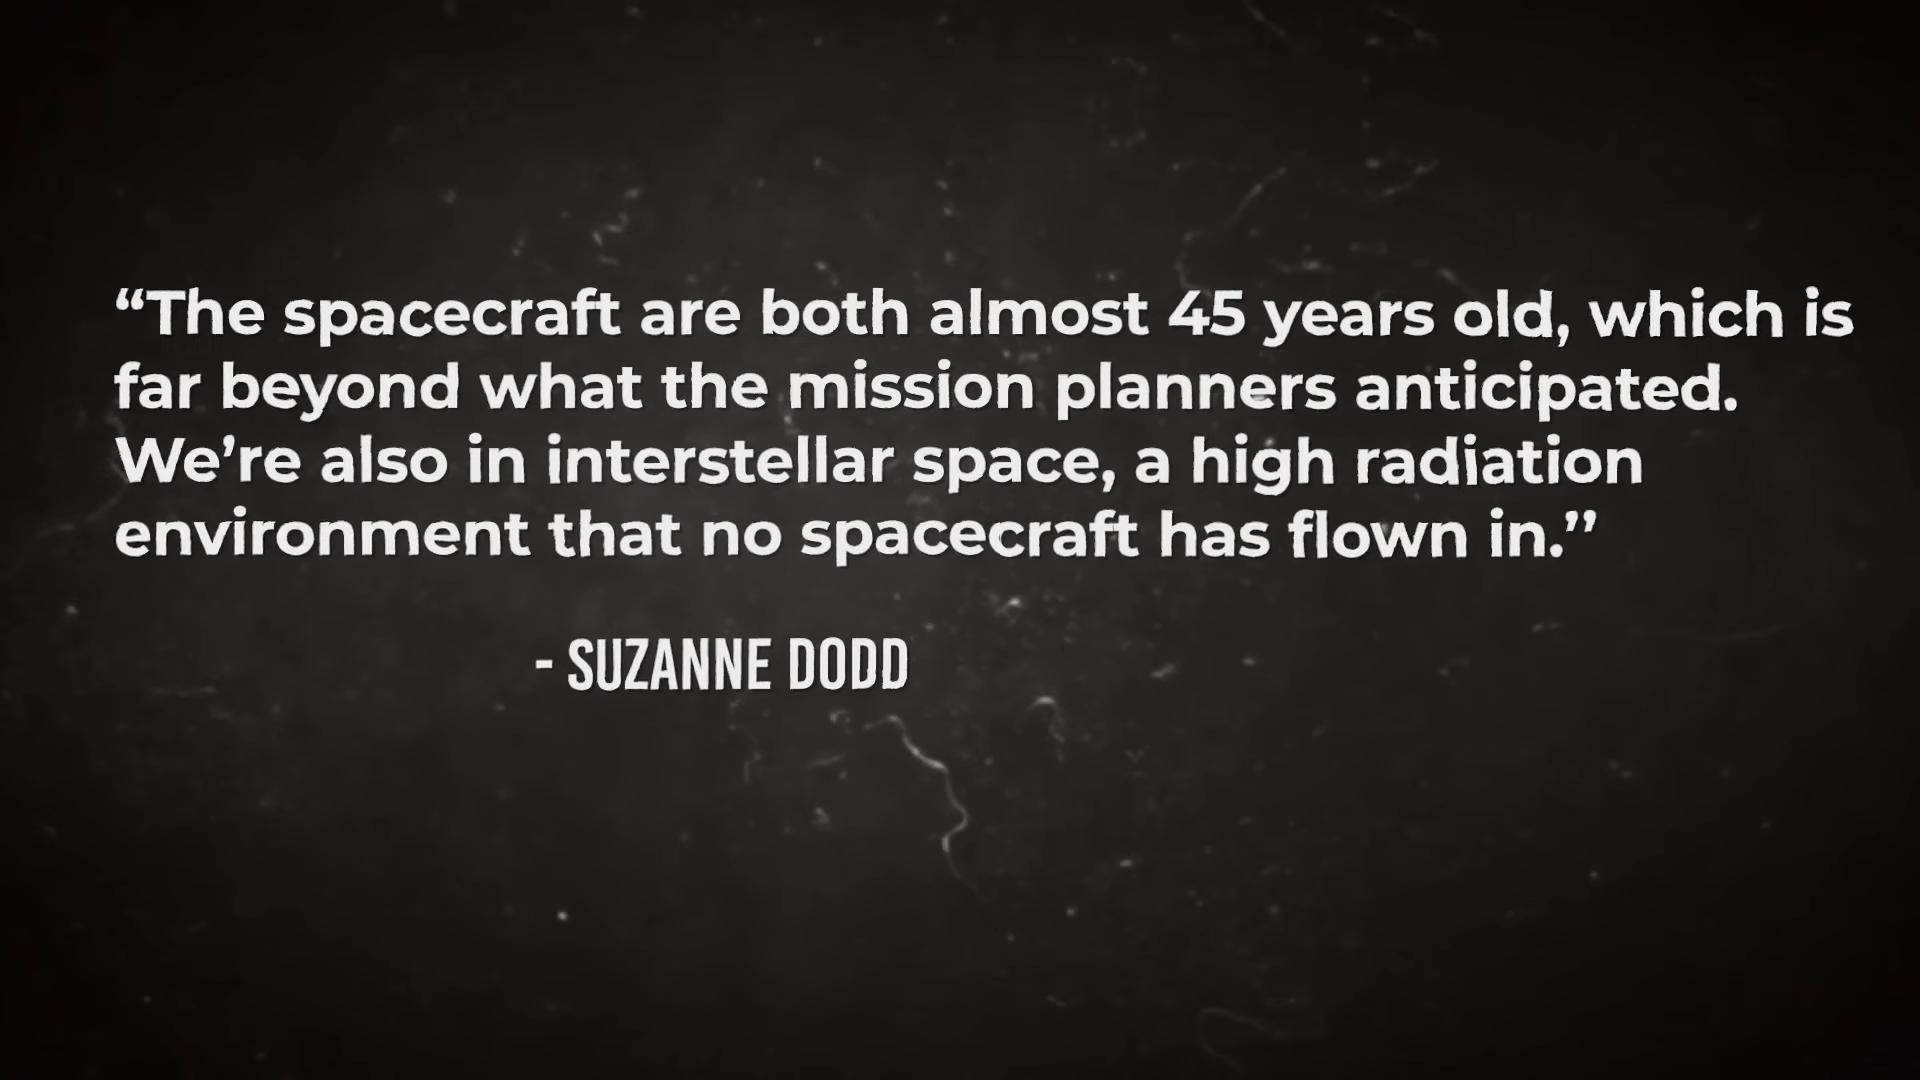 “The spacecraft are both almost 45 years old, which is
far beyond what the mission planners anticipated.
We’re also in interstellar space, a high radiation
environment that no spacecraft has flown in.”
- SUZANNE DODD